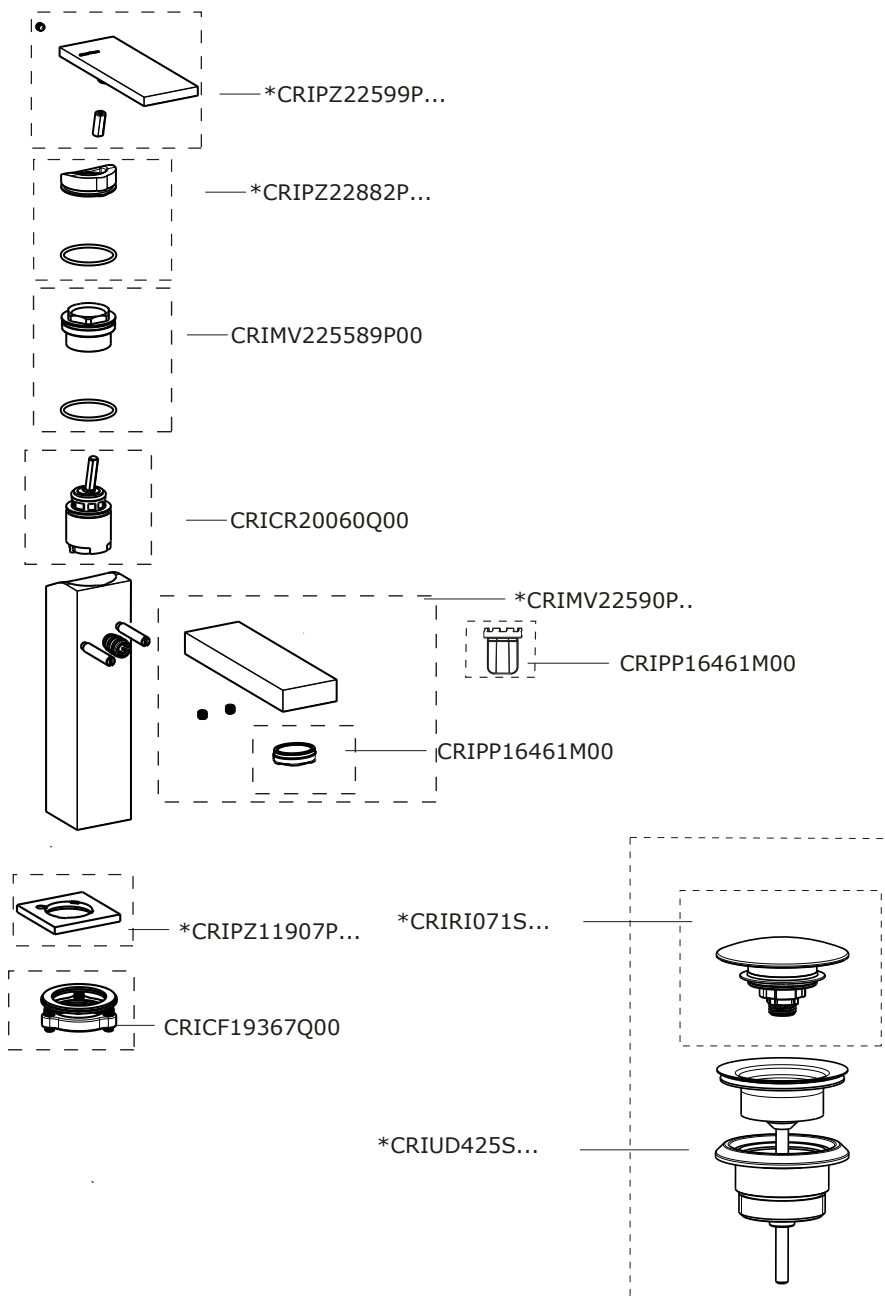 *CRIPZ22599P...
*CRIPZ22882P...
CRIMV225589P00
CRICR20060Q00
*CRIMV22590P..
CRIPP16461M00
CRIPP16461M00
*CRIPZ11907P...
*CRIRI071S...
CRICF19367Q00
*CRIUD425S...